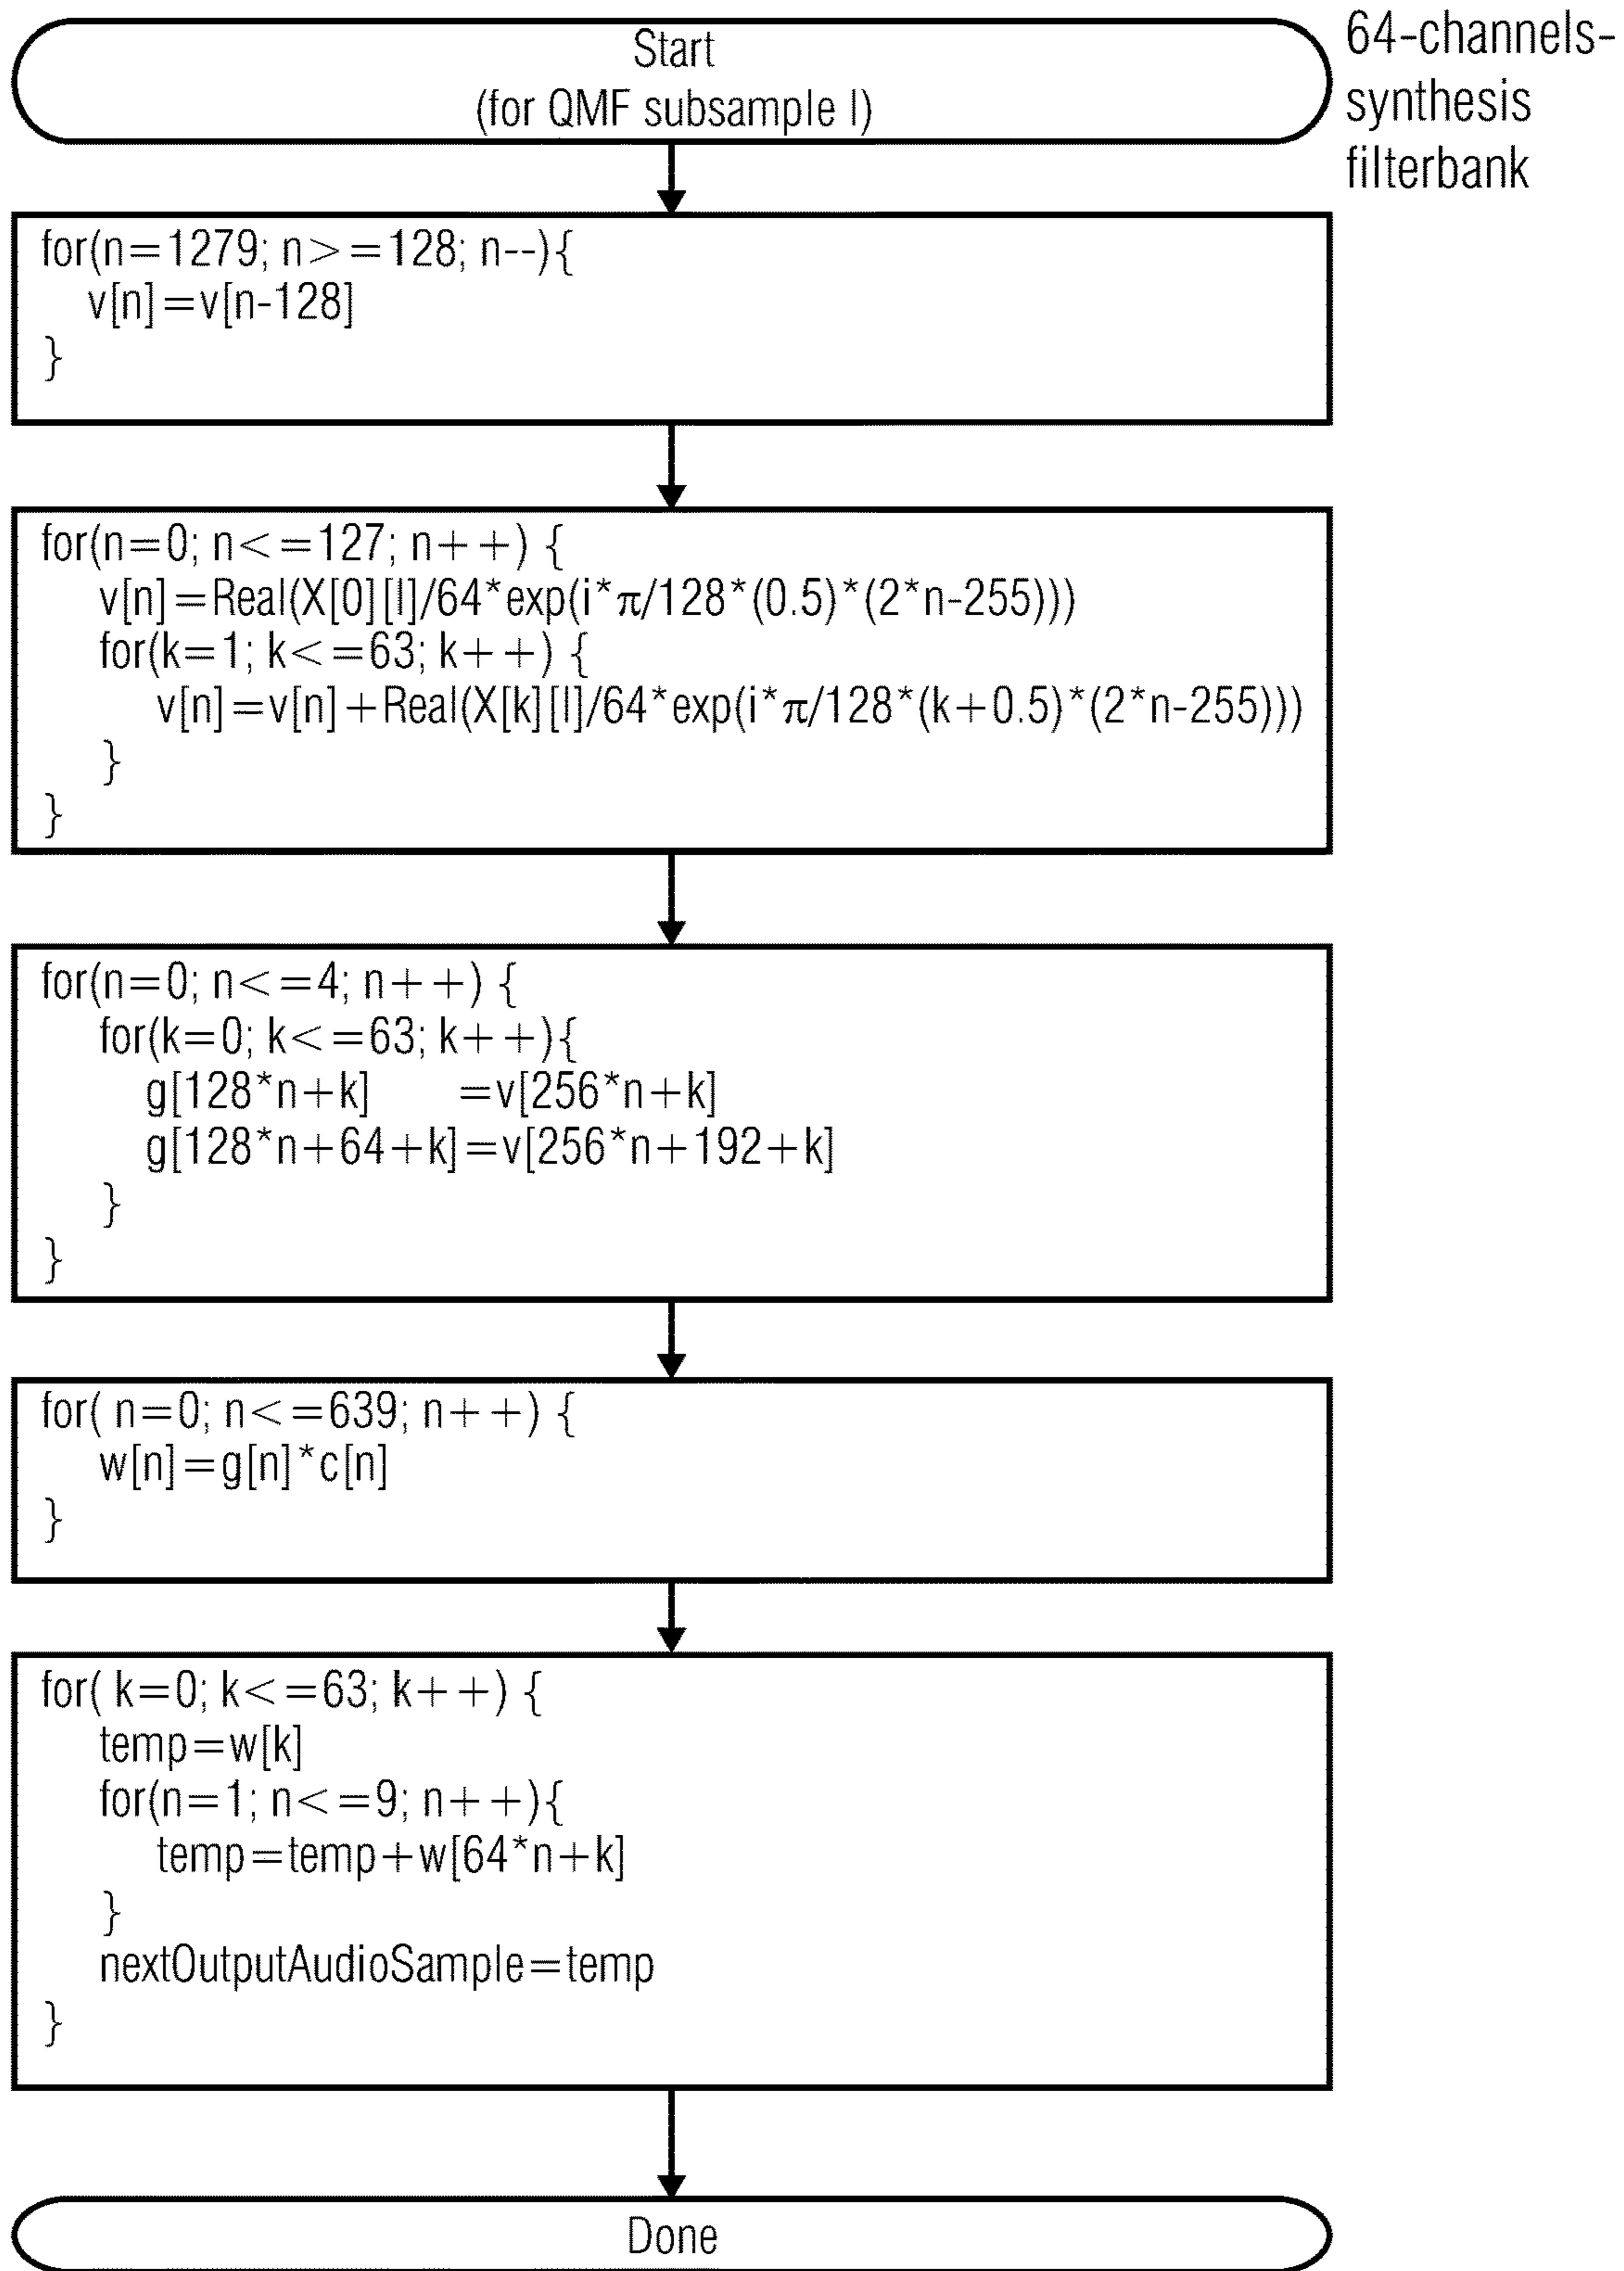 64-channels-
synthesis
filterbank
Start
(for QMF subsample l)
for(n=1279; n>=128; n--){
v[n]=v[n-128]
}
for(n=0; n<=127; n++) {
v[n]=Real(X[0][l]/64*exp(i*π/128*(0.5)*(2*n-255)))
for(k=1; k<=63; k++) {
v[n]=v[n]+Real(X[k][l]/64*exp(i*π/128*(k+0.5)*(2*n-255)))
}
}
for(n=0; n<=4; n++) {
for(k=0; k<=63; k++){
g[128*n+k] =v[256*n+k]
g[128*n+64+k]=v[256*n+192+k]
}
}
for( n=0; n<=639; n++) {
w[n]=g[n]*c[n]
}
for( k=0; k<=63; k++) {
temp=w[k]
for(n=1; n<=9; n++){
temp=temp+w[64*n+k]
}
nextOutputAudioSample=temp
}
Done